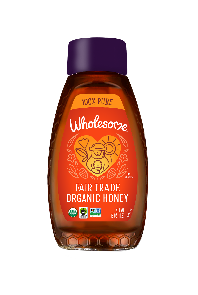 100% PURE
Wholesome
FAIR TRADE
ORGANIC HONEY